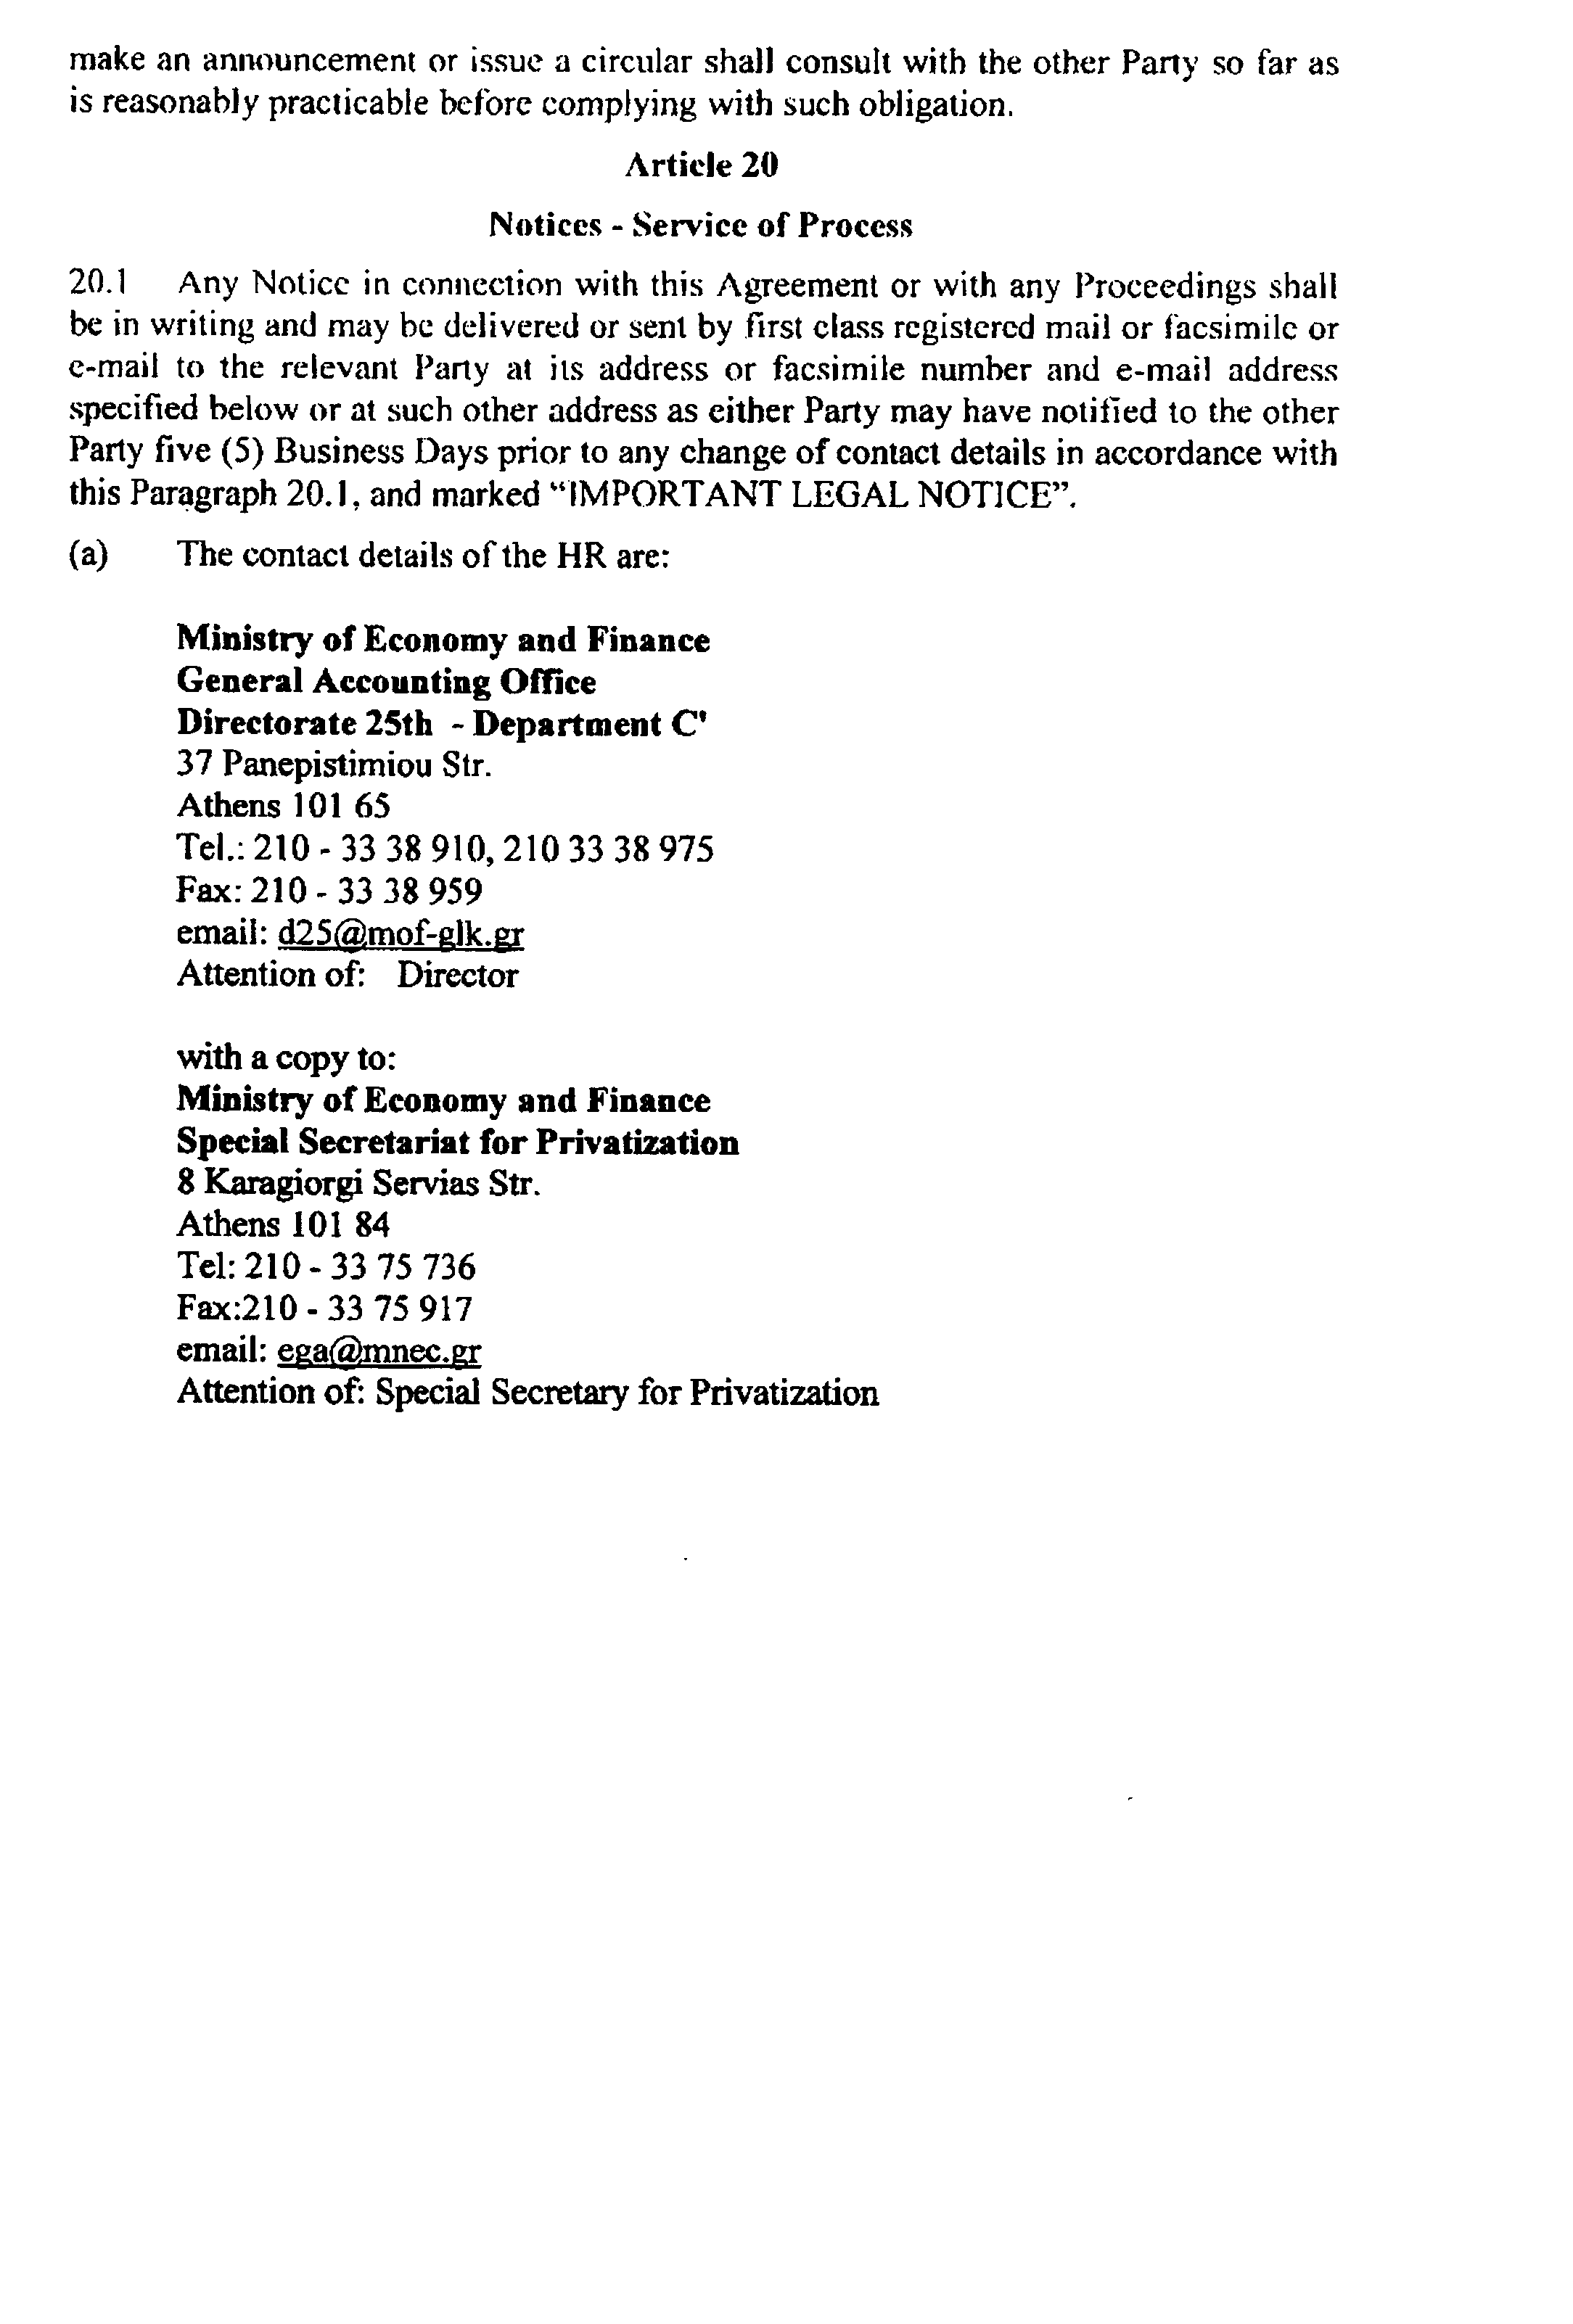 make an announcement or issue a circular shall consult with the other Party so far as
is reasonably practicable before complying with such obligation.
Article 20
Notices - Service of Process
20.1 Any Notice in connection with this Agreement or with any Proceedings shall
be in writing and may be delivered or sent by first class registered mail or facsimile or
e-mail to the relevant Party at its address or facsimile number and e-mail address
specified below or at such other address as either Party may have notified to the other
Party five (5) Business Days prior to any change of contact details in accordance with
this Paragraph 20.1, and marked “IMPORTANT LEGAL NOTICE”.
(a) The contact details of the HR are:
Ministry of Economy and Finance
General Accounting Office
Directorate 25th - Department C'
37 Panepistimiou Str.
Athens 101 65
Tel.: 210 - 33 38 910, 210 33 38 975
Fax: 210 - 33 38 959
email: d25@mof-glk.gr
Attention of: Director
with a copy to:
Ministry of Economy and Finance
Special Secretariat for Privatization
8 Karagiorgi Servias Str.
Athens 101 84
Tel: 210 - 33 75 736
Fax:210 - 33 75 917
email: ega@mnec.gr
Attention of: Special Secretary for Privatization